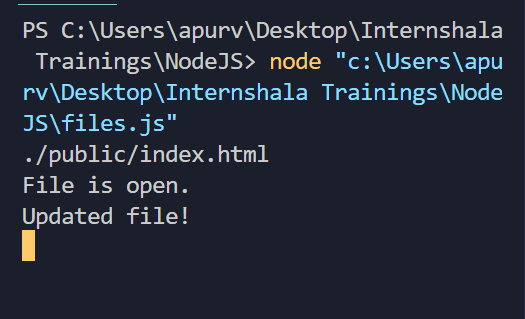 PS C:\Users\apurv\Desktop\Internshala
Trainings\NodeJS> node "c:\Users\apu
rv\Desktop\Internshala Trainings\Node
JS\files.js"
./public/index.html
File is open.
Updated file!